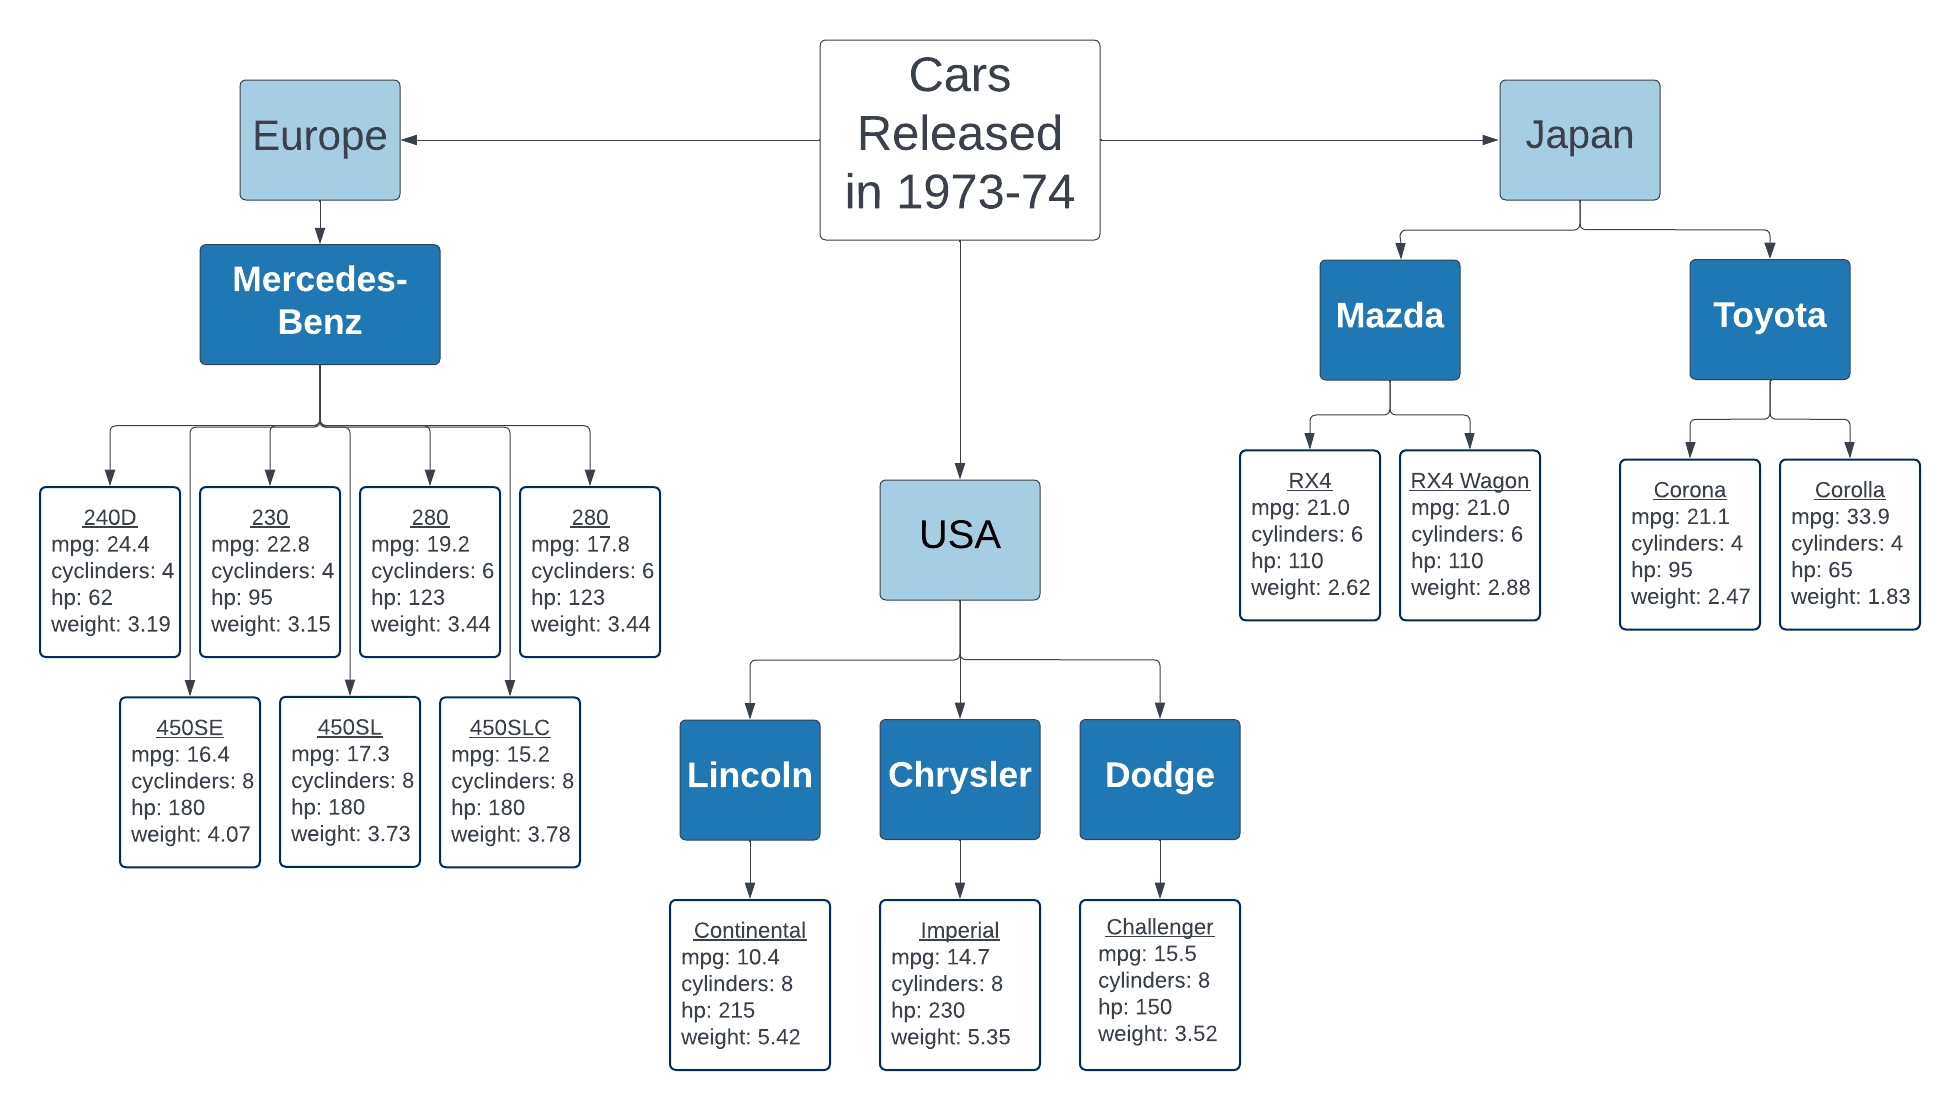 Cars
Released
in 1973-74
Europe
Japan
Mercedes-
Benz
Mazda
Toyota
240D
mpg: 24.4
cyclinders: 4
hp: 62
weight: 3.19
230
mpg: 22.8
cyclinders: 4
hp: 95
weight: 3.15
280
mpg: 19.2
cyclinders: 6
hp: 123
weight: 3.44
280
mpg: 17.8
cyclinders: 6
hp: 123
weight: 3.44
450SE
mpg: 16.4
cyclinders: 8
hp: 180
weight: 4.07
450SL
mpg: 17.3
cyclinders: 8
hp: 180
weight: 3.73
450SLC
mpg: 15.2
cyclinders: 8
hp: 180
weight: 3.78
RX4
mpg: 21.0
cylinders: 6
hp: 110
weight: 2.62
RX4 Wagon
mpg: 21.0
cylinders: 6
hp: 110
weight: 2.88
Corona
mpg: 21.1
cylinders: 4
hp: 95
weight: 2.47
Corolla
mpg: 33.9
cylinders: 4
hp: 65
weight: 1.83
USA
Lincoln
Chrysler
Dodge
Continental
mpg: 10.4
cylinders: 8
hp: 215
weight: 5.42
Imperial
mpg: 14.7
cylinders: 8
hp: 230
weight: 5.35
Challenger
mpg: 15.5
cylinders: 8
hp: 150
weight: 3.52